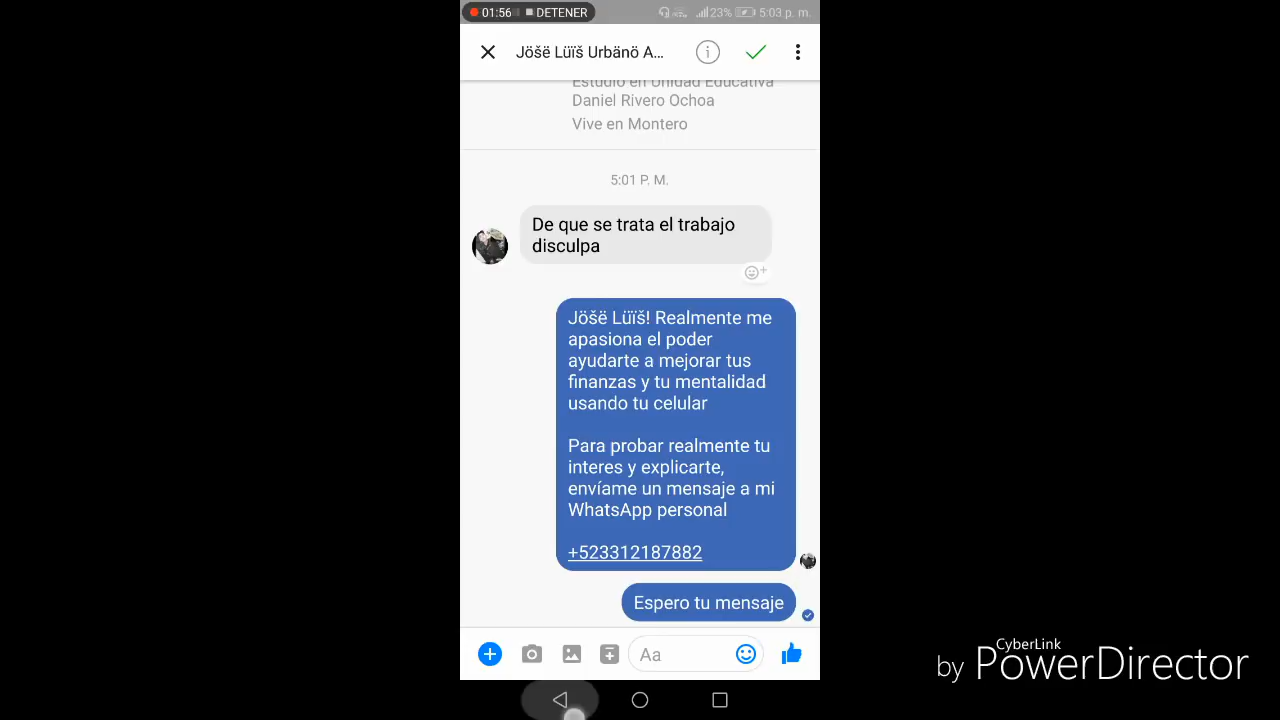 01:56 DETENER 23% 5:03 p. m.
Jöšë Lüïš Urbänö A...
Estudió en Unidad Educativa
Daniel Rivero Ochoa
Vive en Montero
5:01 P. M.
De que se trata el trabajo
disculpa
Jöšë Lüïš! Realmente me
apasiona el poder
ayudarte a mejorar tus
finanzas y tu mentalidad
usando tu celular
Para probar realmente tu
interes y explicarte,
envíame un mensaje a mi
WhatsApp personal
+523312187882
Espero tu mensaje
Aa
CyberLink
by PowerDirector